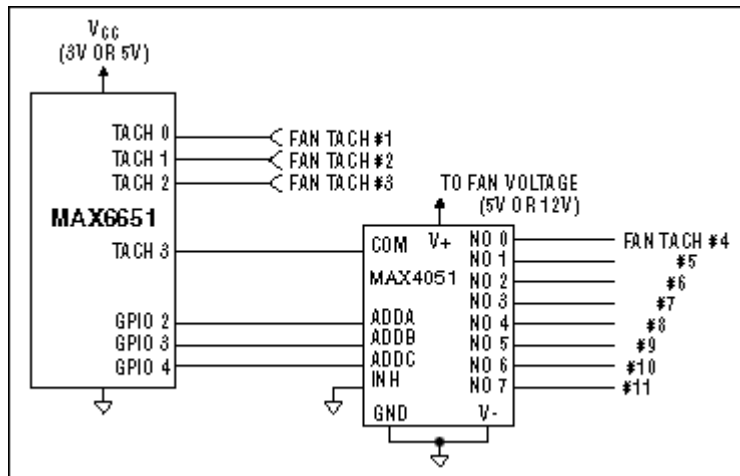 VCC
(3V OR 5V)
TACH 0
FAN TACH #1
TACH 1
FAN TACH #2
TACH 2
FAN TACH #3
TO FAN VOLTAGE
(5V OR 12V)
MAX6651
TACH 3
COM
V+
NO 0
FAN TACH #4
NO 1
#5
MAX4051
NO 2
#6
NO 3
#7
GPIO 2
ADDA
NO 4
#8
GPIO 3
ADDB
NO 5
#9
GPIO 4
ADDC
NO 6
#10
INH
NO 7
#11
GND
V-